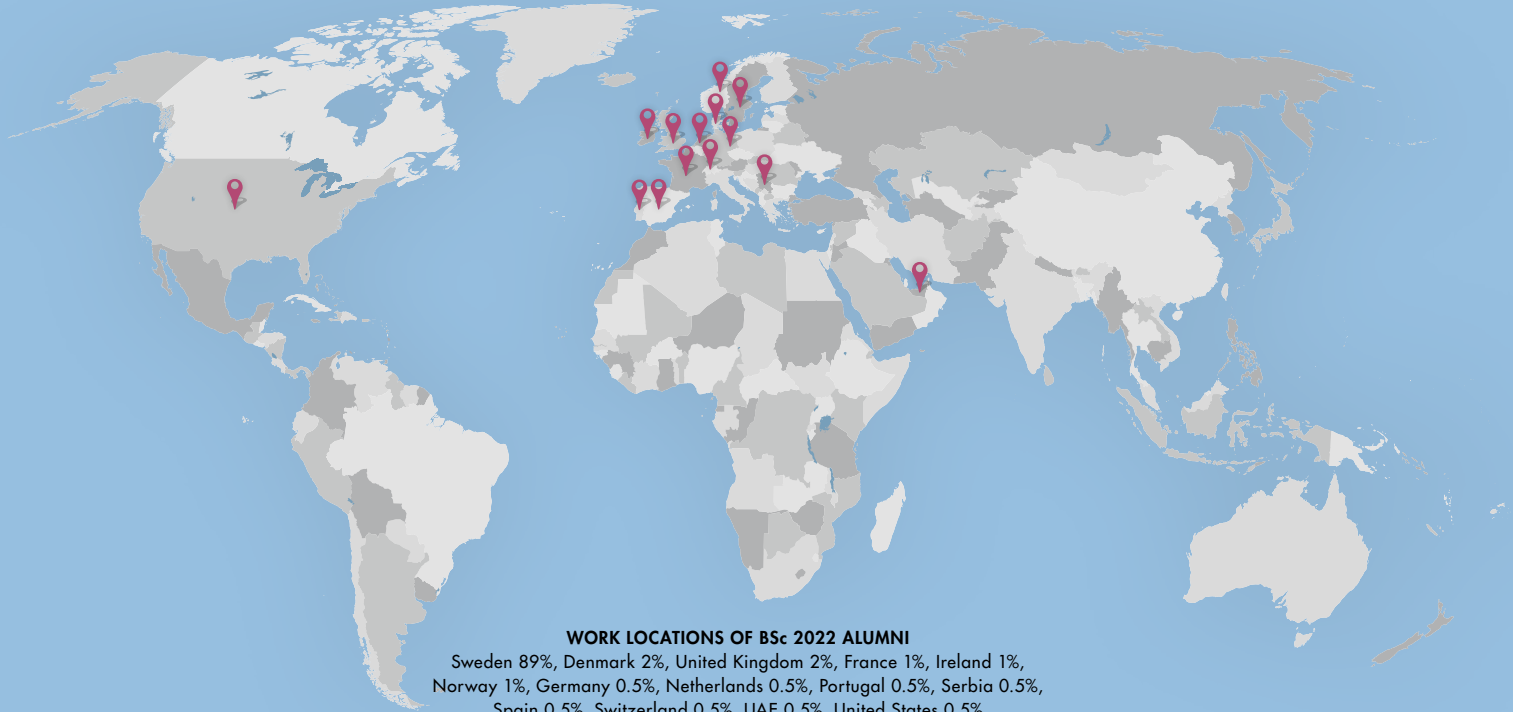 WORK LOCATIONS OF BSc 2022 ALUMNI
Sweden 89%, Denmark 2%, United Kingdom 2%, France 1%, Ireland 1%,
Norway 1%, Germany 0.5%, Netherlands 0.5%, Portugal 0.5%, Serbia 0.5%,
Spain 0.5%, Switzerland 0.5%, UAE 0.5%, United States 0.5%